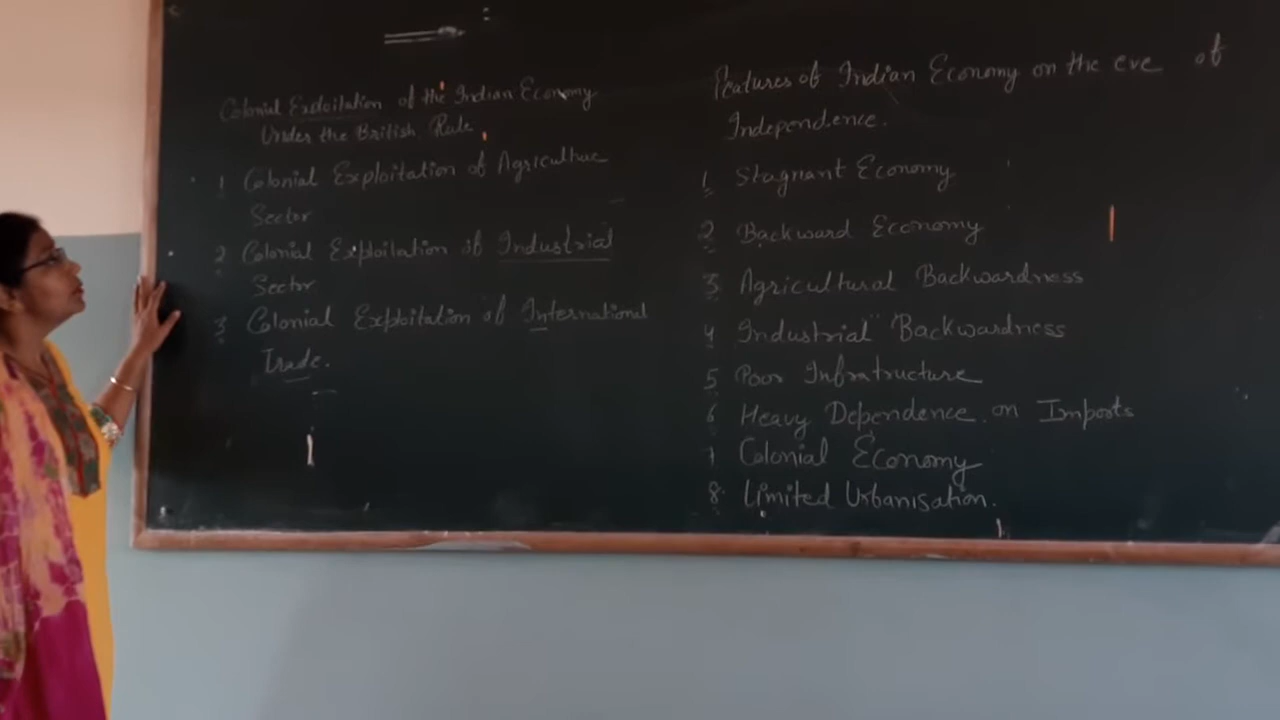 Colonial Exploitation of the Indian Economy
Under the British Rule
1 Colonial Exploitation of Agriculture
Sector
2 Colonial Exploitation of Industrial
Sector
3 Colonial Exploitation of International
Trade.
Features of Indian Economy on the eve of
Independence.
1 Stagnant Economy
2 Backward Economy
3 Agricultural Backwardness
4 Industrial Backwardness
5 Poor Infratructure
6 Heavy Dependence on Imports
7 Colonial Economy
8. Limited Urbanisation.